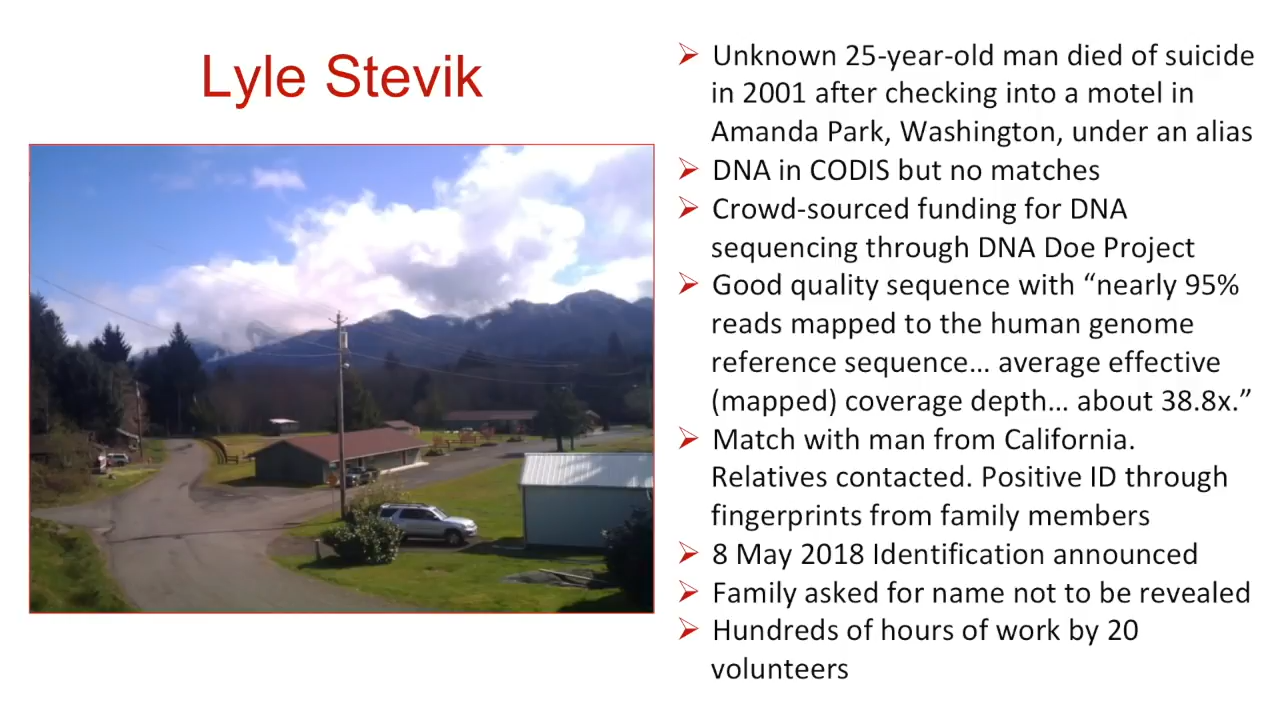 Lyle Stevik
Unknown 25-year-old man died of suicide
in 2001 after checking into a motel in
Amanda Park, Washington, under an alias
DNA in CODIS but no matches
Crowd-sourced funding for DNA
sequencing through DNA Doe Project
Good quality sequence with “nearly 95%
reads mapped to the human genome
reference sequence… average effective
(mapped) coverage depth… about 38.8x.”
Match with man from California.
Relatives contacted. Positive ID through
fingerprints from family members
8 May 2018 Identification announced
Family asked for name not to be revealed
Hundreds of hours of work by 20
volunteers